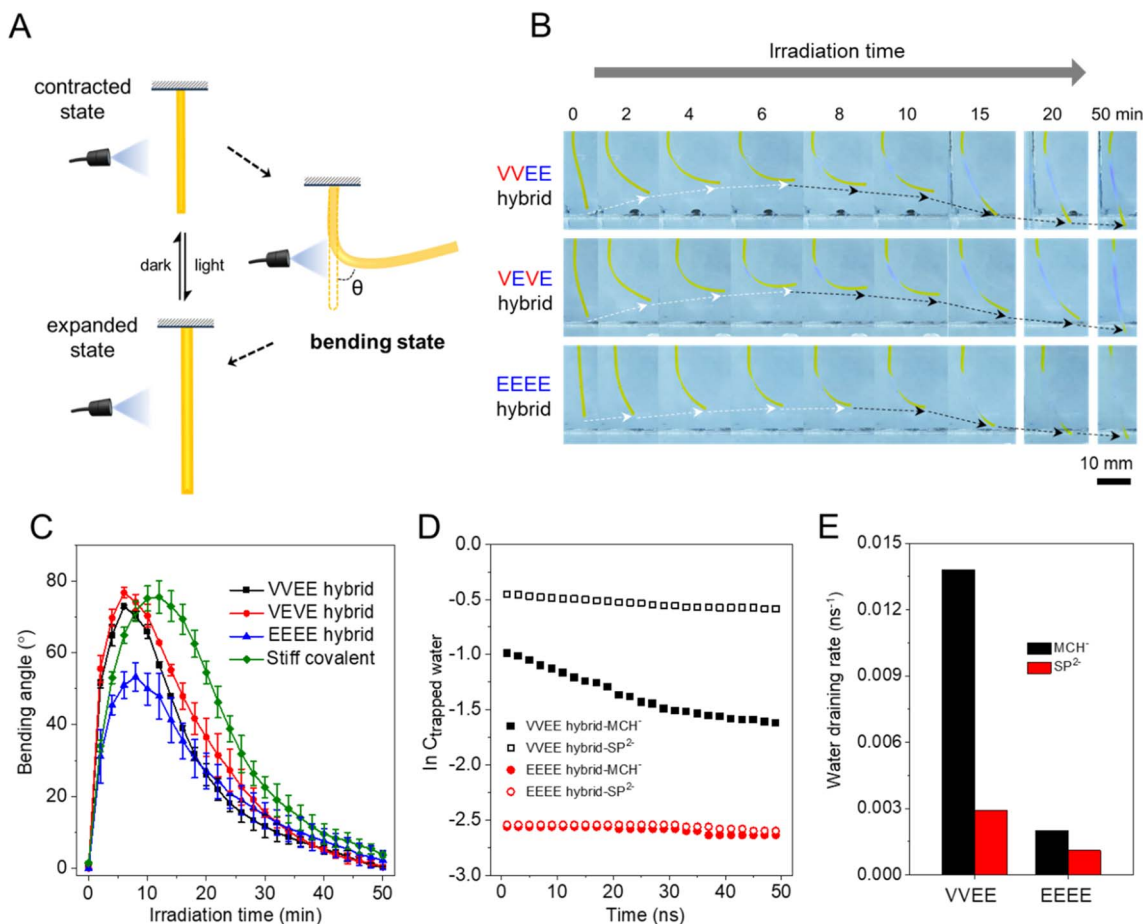 A
contracted
state
dark
light
expanded
state
θ
bending state
B
Irradiation time
0 2 4 6 8 10 15 20 50 min
VVEE
hybrid
VEVE
hybrid
EEEE
hybrid
10 mm
C
Bending angle (°)
80
60
40
20
0
VVEE hybrid
VEVE hybrid
EEEE hybrid
Stiff covalent
0 10 20 30 40 50
Irradiation time (min)
D
ln Ctrapped water
0.0
-0.5
-1.0
-1.5
-2.0
-2.5
-3.0
VVEE hybrid-MCH⁻
VVEE hybrid-SP²⁻
EEEE hybrid-MCH⁻
EEEE hybrid-SP²⁻
0 10 20 30 40 50
Time (ns)
E
Water draining rate (ns⁻¹)
0.015
0.012
0.009
0.006
0.003
0.000
MCH⁻
SP²⁻
VVEE EEEE